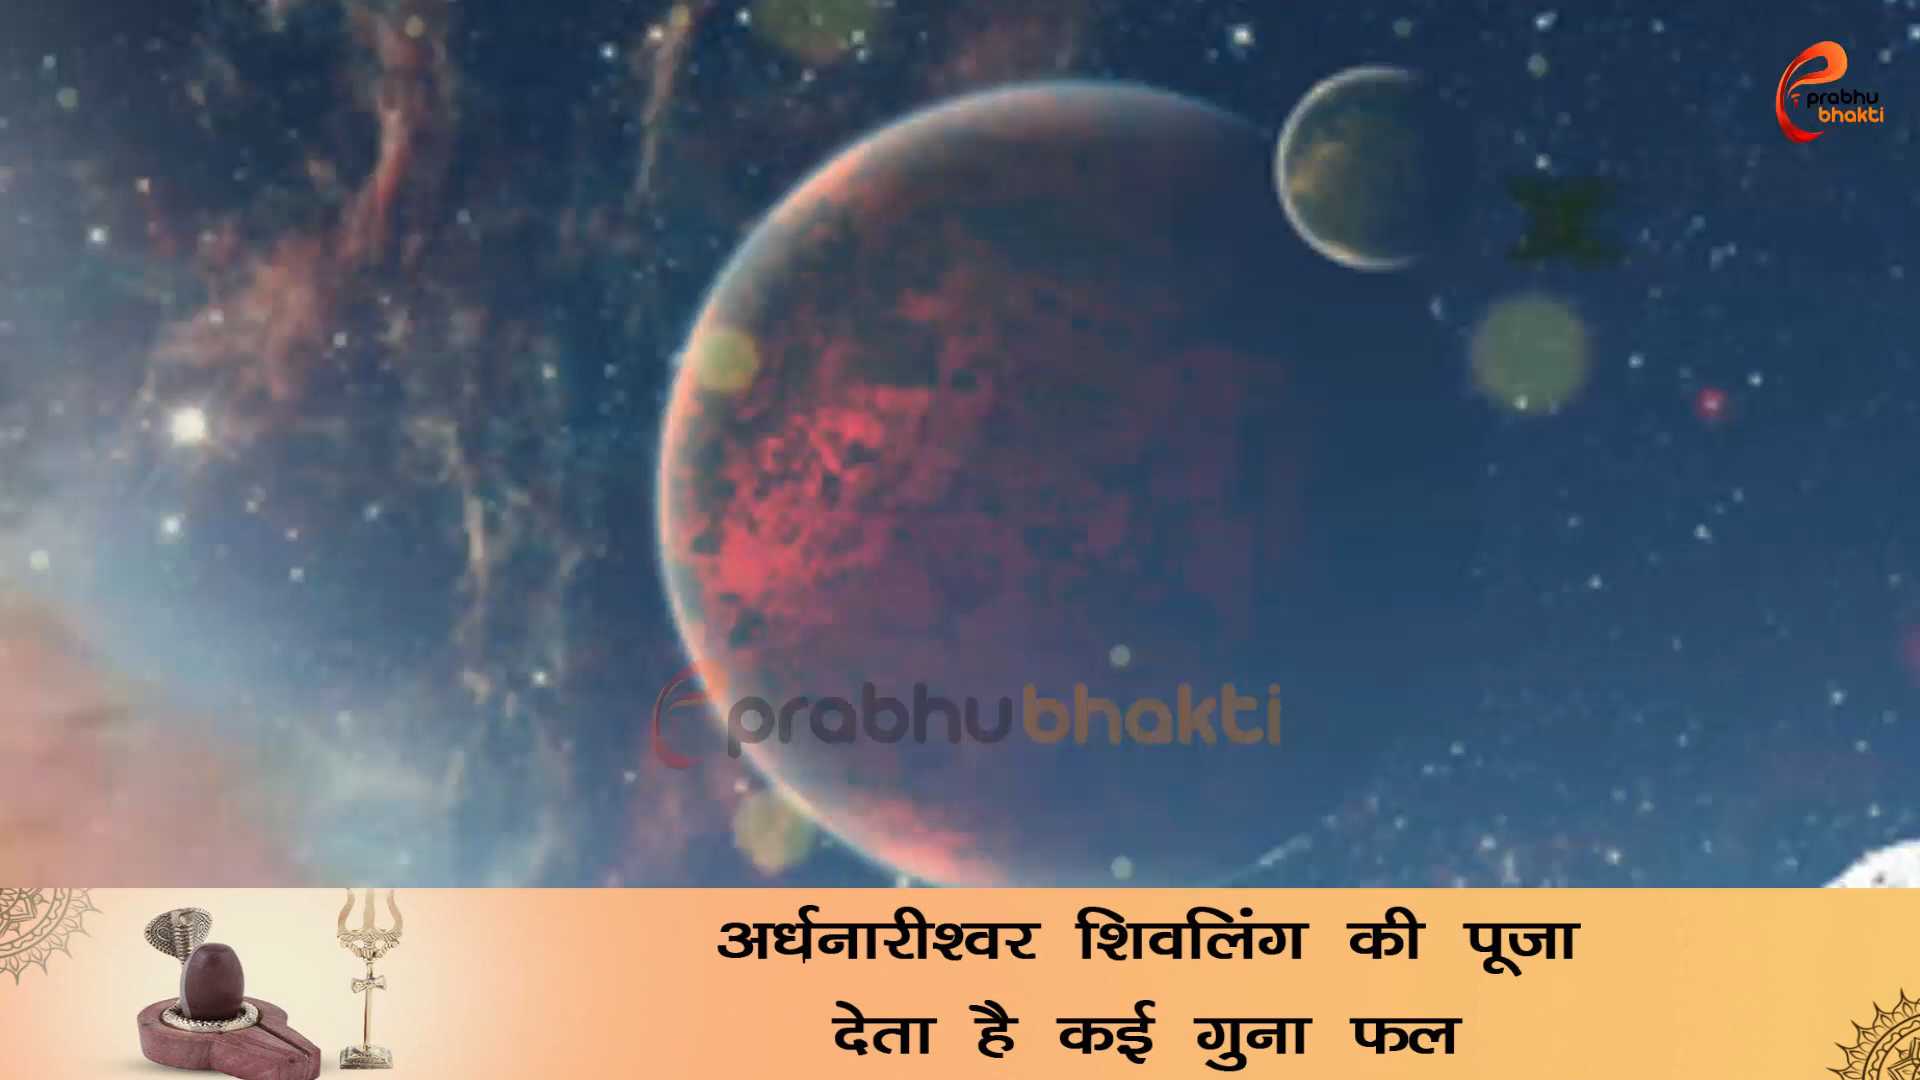 prabhu
bhakti
prabhubhakti
अर्धनारीश्वर शिवलिंग की पूजा
देता है कई गुना फल